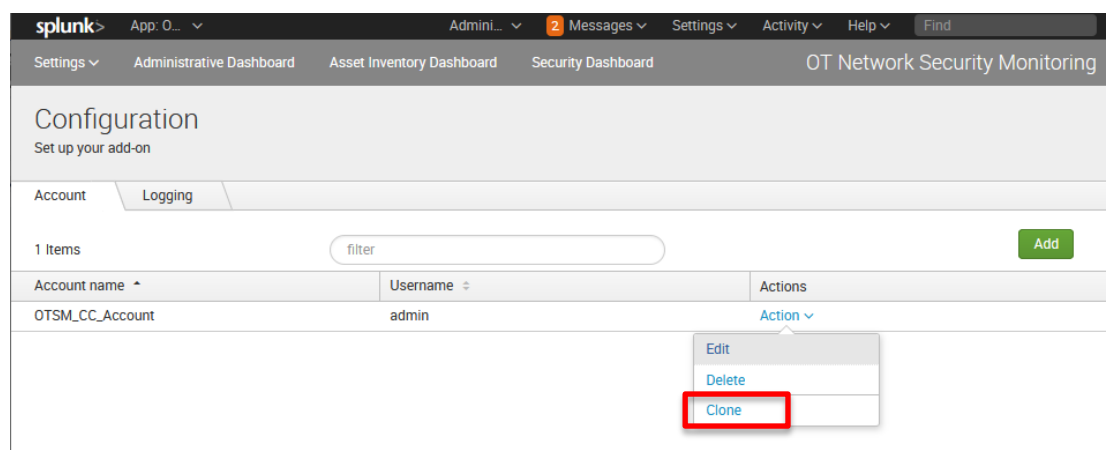 splunk> App: O... Admini... 2 Messages Settings Activity Help Find
Settings Administrative Dashboard Asset Inventory Dashboard Security Dashboard OT Network Security Monitoring
Configuration
Set up your add-on
Account Logging
1 Items filter Add
Account name Username Actions
OTSM_CC_Account admin Action
Edit
Delete
Clone